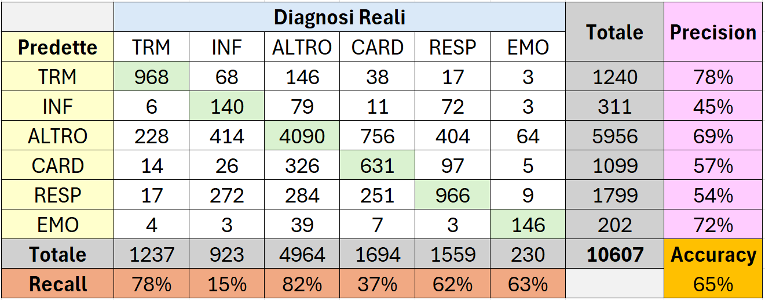 Diagnosi Reali
Totale Precision
Predette TRM INF ALTRO CARD RESP EMO
TRM 968 68 146 38 17 3 1240 78%
INF 6 140 79 11 72 3 311 45%
ALTRO 228 414 4090 756 404 64 5956 69%
CARD 14 26 326 631 97 5 1099 57%
RESP 17 272 284 251 966 9 1799 54%
EMO 4 3 39 7 3 146 202 72%
Totale 1237 923 4964 1694 1559 230 10607 Accuracy
Recall 78% 15% 82% 37% 62% 63% 65%